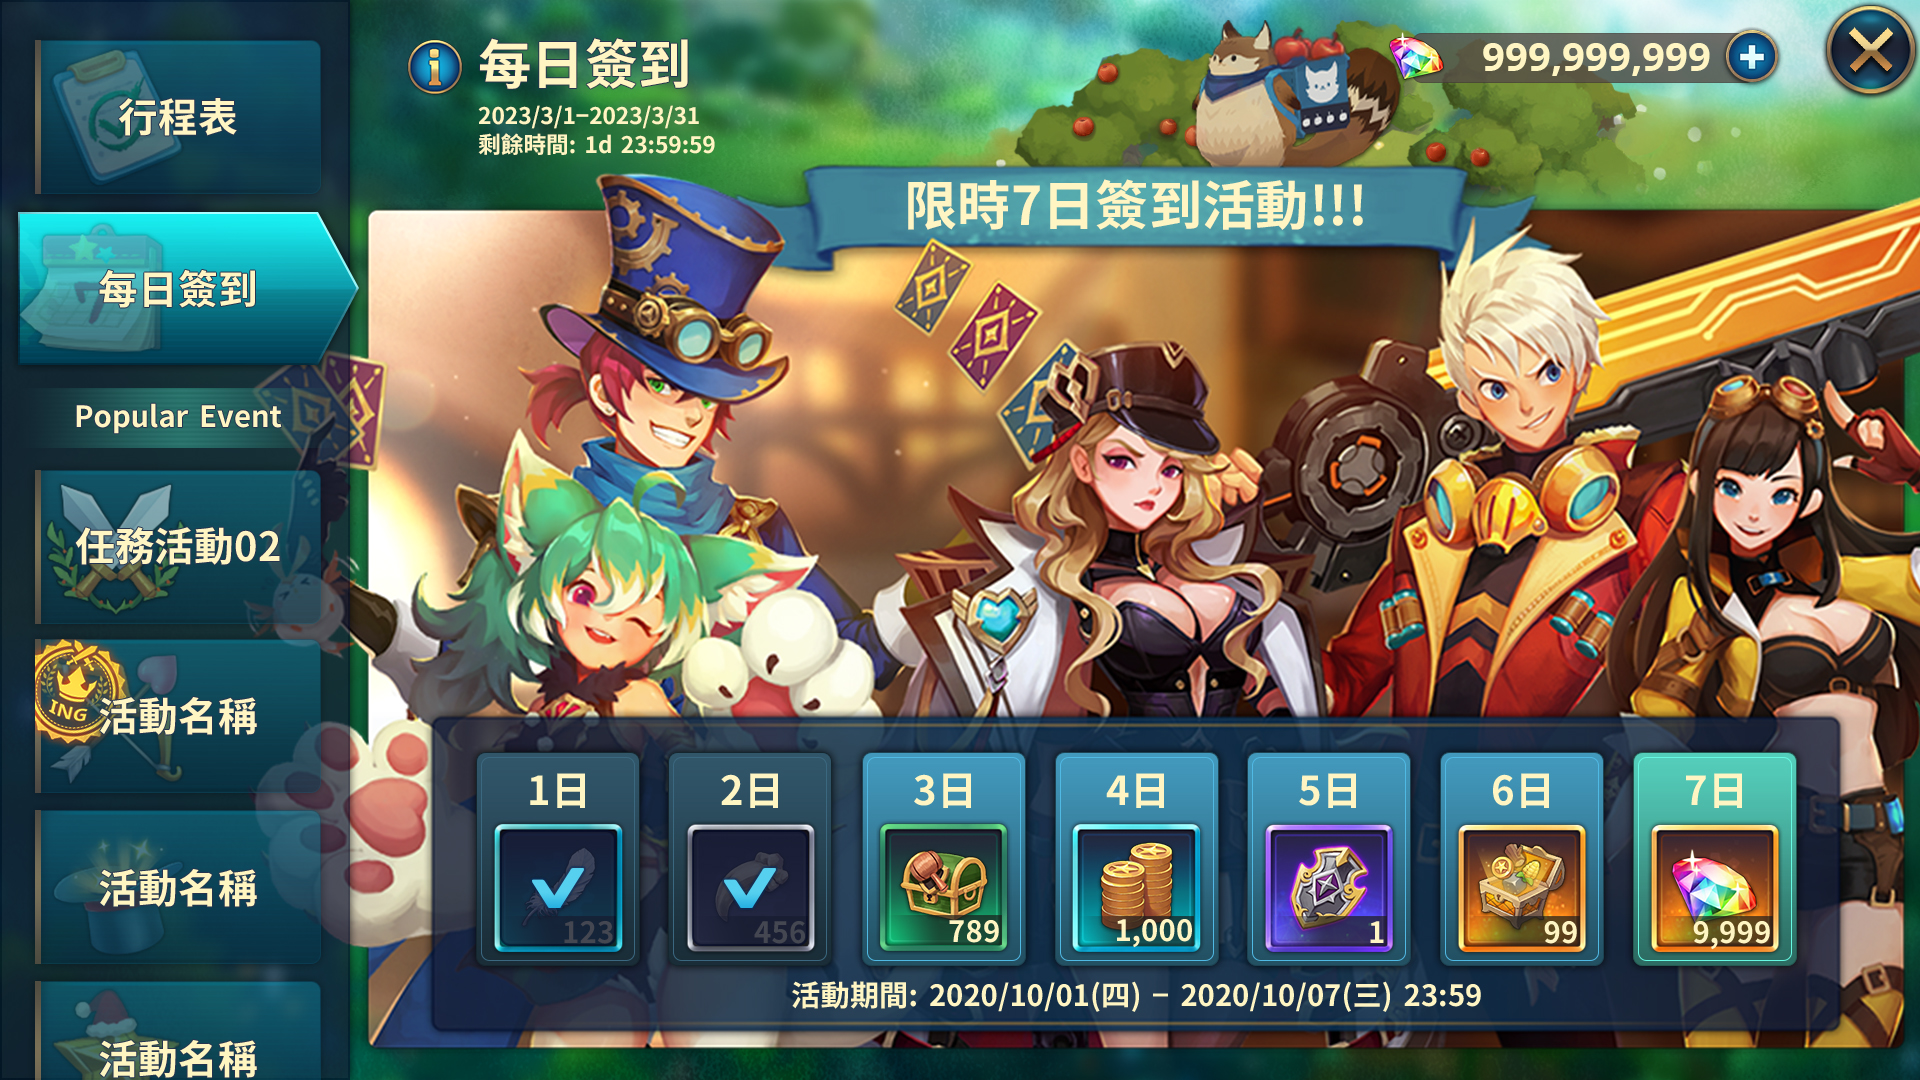 行程表
每日簽到
Popular Event
任務活動02
ING
活動名稱
活動名稱
活動名稱
每日簽到
2023/3/1–2023/3/31
剩餘時間: 1d 23:59:59
999,999,999
限時7日簽到活動!!!
1日
123
2日
456
3日
789
4日
1,000
5日
1
6日
99
7日
9,999
活動期間: 2020/10/01(四) – 2020/10/07(三) 23:59